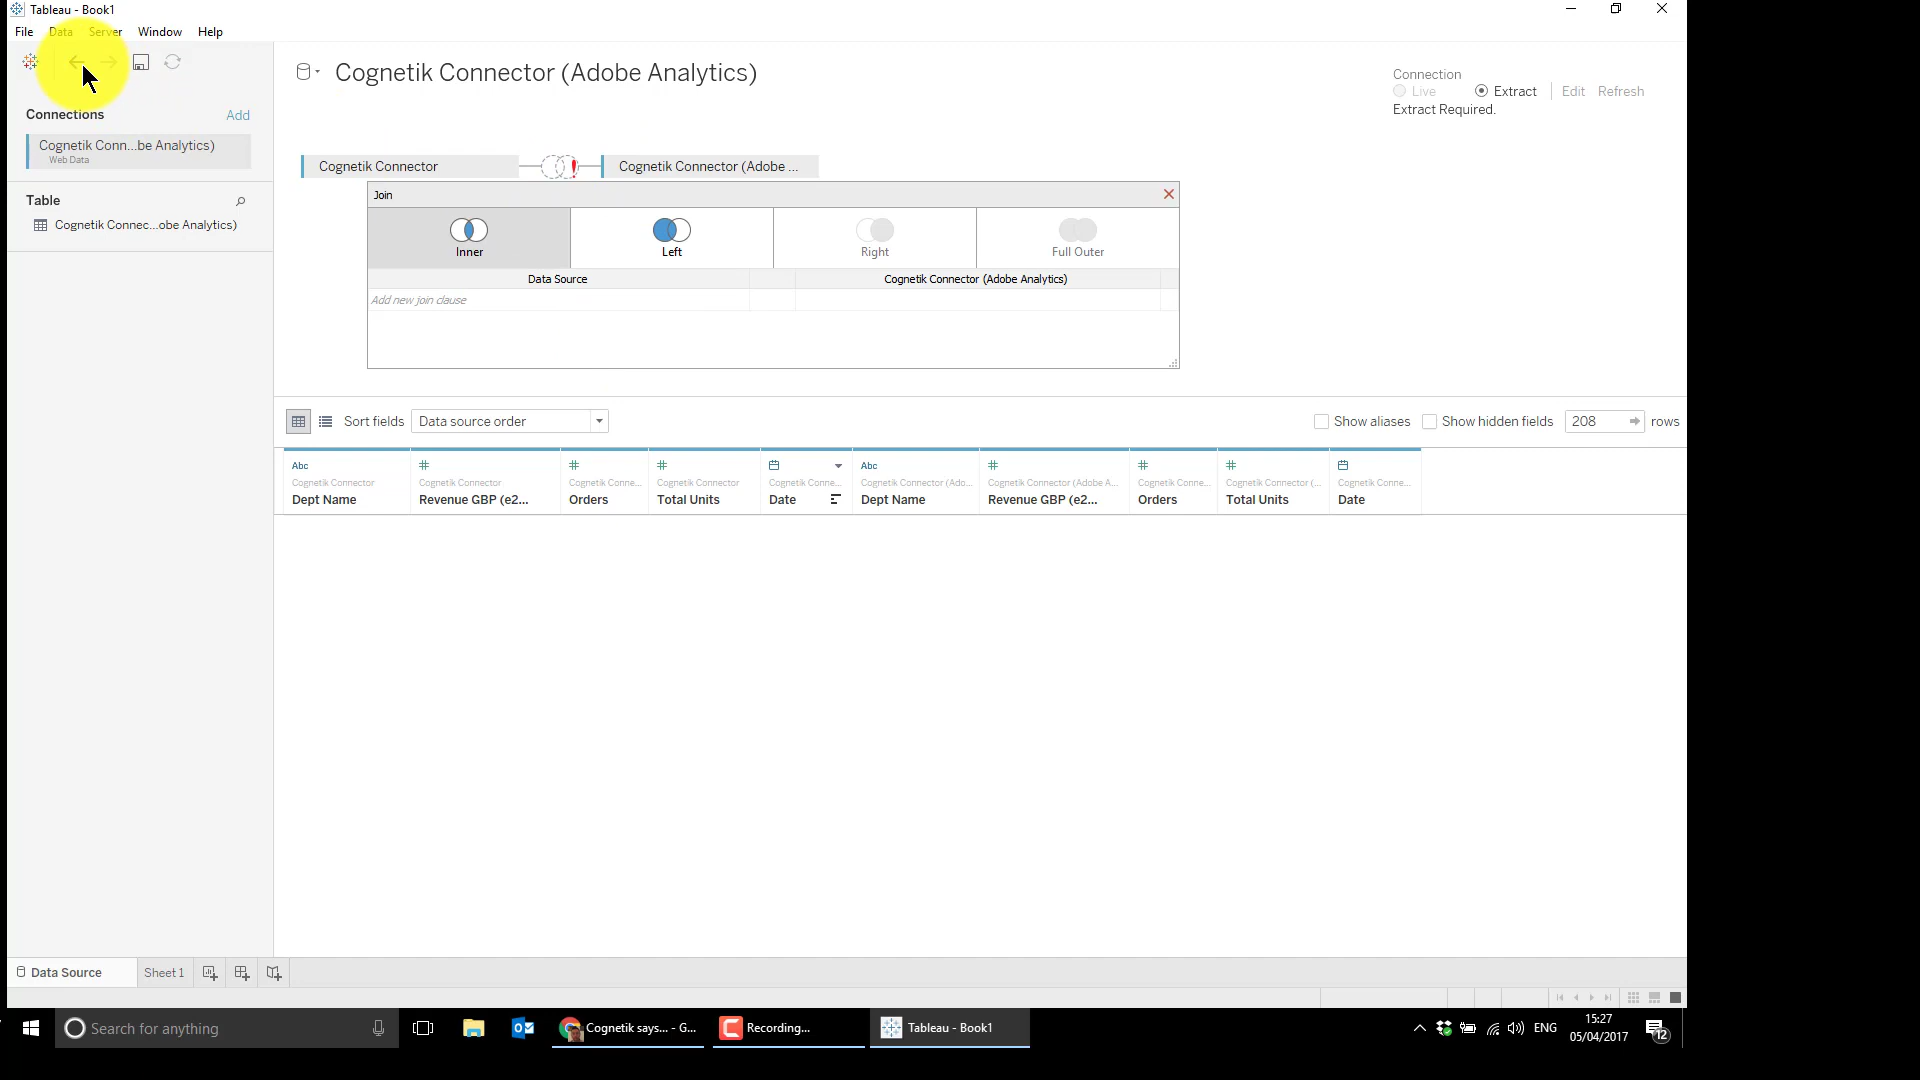 Tableau - Book1
File Data Server Window Help
Connections Add
Cognetik Conn...be Analytics)
Web Data
Table
Cognetik Connec...obe Analytics)
Cognetik Connector (Adobe Analytics)
Connection
Live Extract Edit Refresh
Extract Required.
Cognetik Connector Cognetik Connector (Adobe ...
Join
Inner Left Right Full Outer
Data Source Cognetik Connector (Adobe Analytics)
Add new join clause
Sort fields Data source order Show aliases Show hidden fields 208 rows
Abc # # # Abc # # #
Cognetik Connector Cognetik Connector Cognetik Conne... Cognetik Connector Cognetik Conne... Cognetik Connector (Ado... Cognetik Connector (Adobe A... Cognetik Conne... Cognetik Connector (... Cognetik Conne...
Dept Name Revenue GBP (e2... Orders Total Units Date Dept Name Revenue GBP (e2... Orders Total Units Date
Data Source Sheet 1
Search for anything Cognetik says... - G... Recording... Tableau - Book1 ENG 15:27
05/04/2017 12